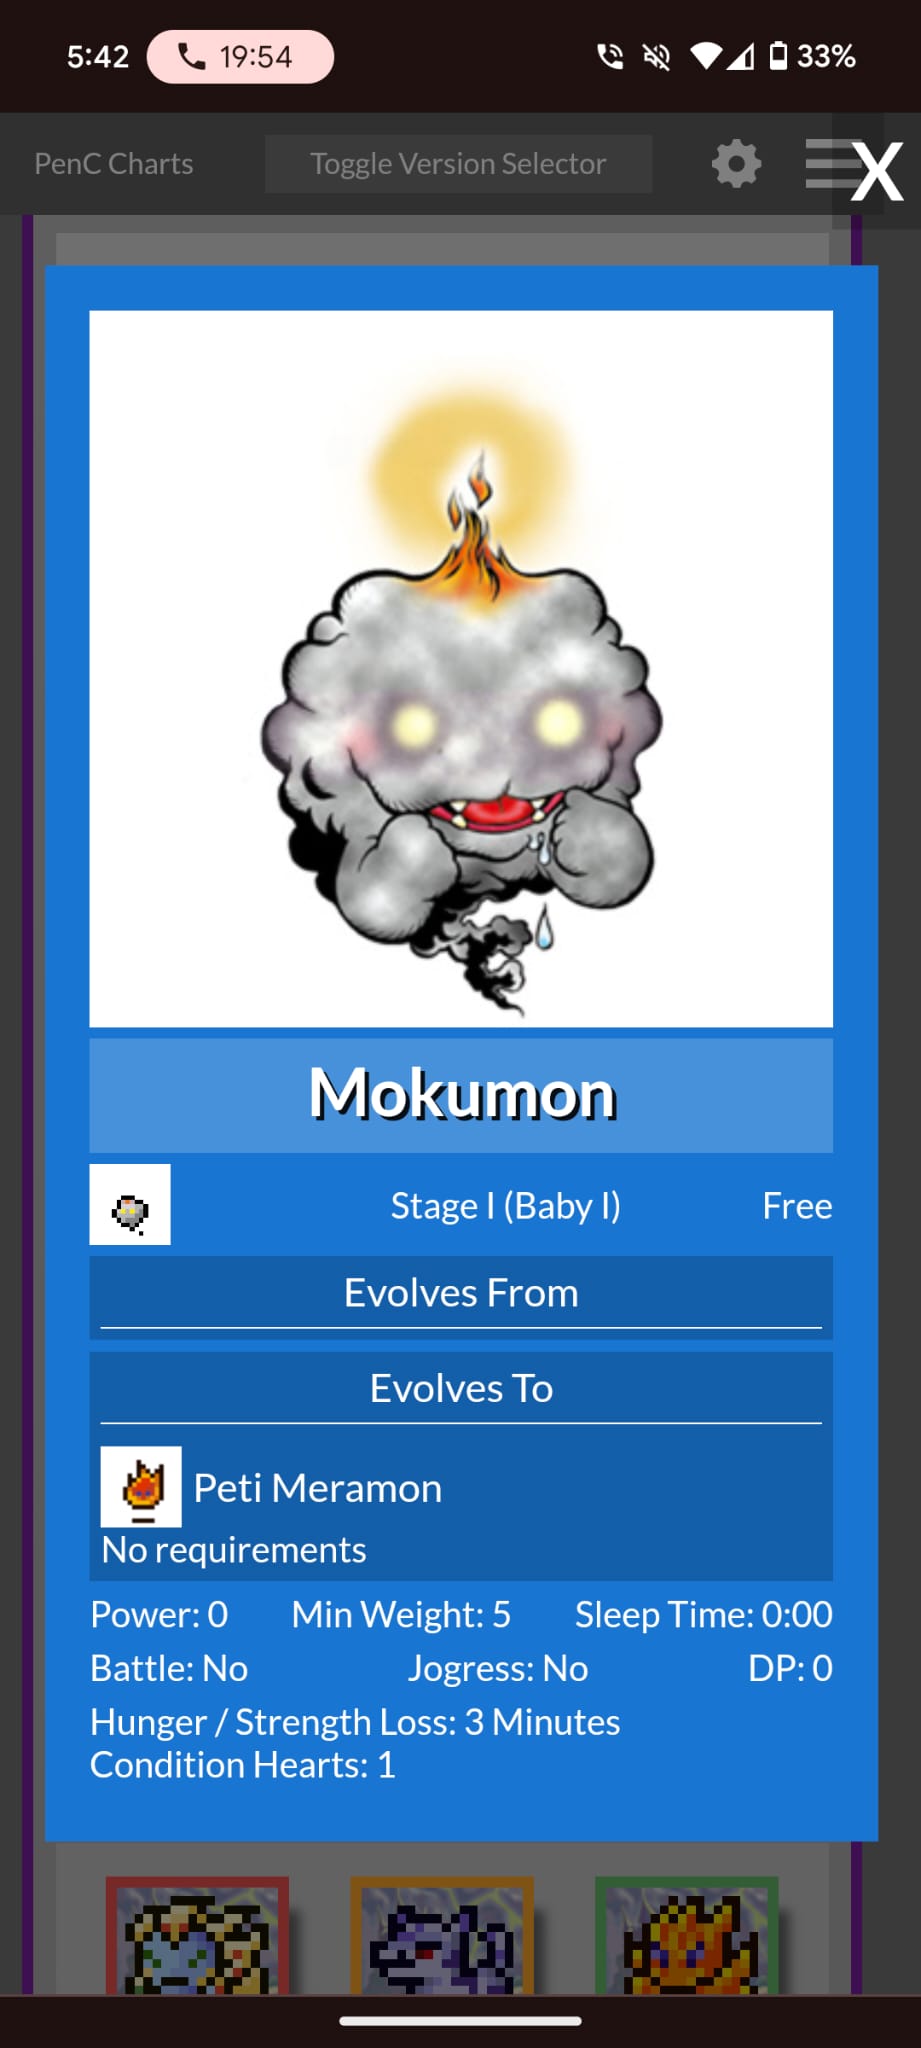 5:42 19:54 33%
PenC Charts Toggle Version Selector X
Mokumon
Stage I (Baby I) Free
Evolves From
Evolves To
Peti Meramon
No requirements
Power: 0 Min Weight: 5 Sleep Time: 0:00
Battle: No Jogress: No DP: 0
Hunger / Strength Loss: 3 Minutes
Condition Hearts: 1